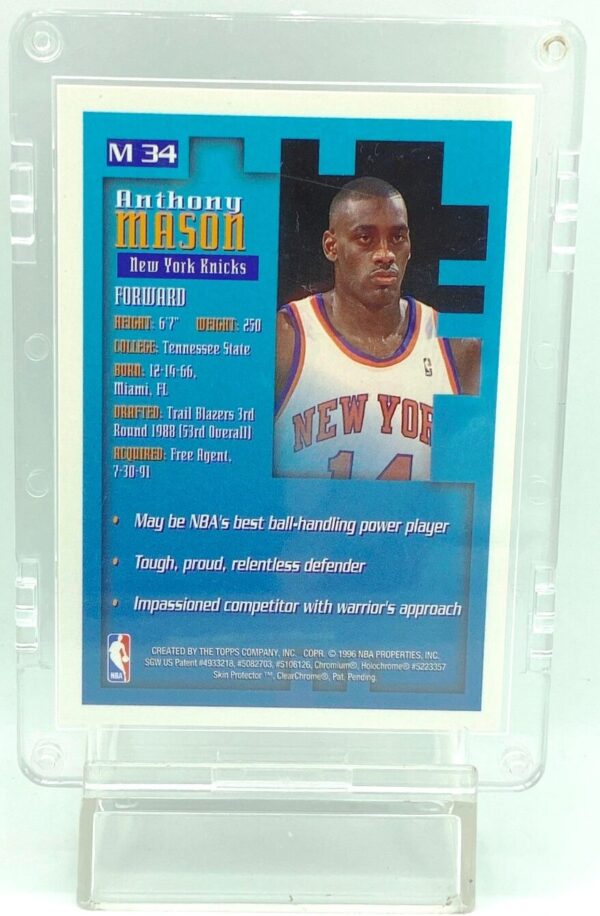 M 34
Anthony
MASON
New York Knicks
FORWARD
HEIGHT: 6'7" WEIGHT: 250
COLLEGE: Tennessee State
BORN: 12-14-66,
Miami, FL
DRAFTED: Trail Blazers 3rd
Round 1988 (53rd Overall)
ACQUIRED: Free Agent,
7-30-91
NEW YOR
14
• May be NBA's best ball-handling power player
• Tough, proud, relentless defender
• Impassioned competitor with warrior's approach
CREATED BY THE TOPPS COMPANY, INC. COPR. © 1996 NBA PROPERTIES, INC.
SGW US Patent #4933218, #5082703, #5106126, Chromium®, Holochrome® #5223357
Skin Protector ™, ClearChrome®, Pat. Pending.
NBA